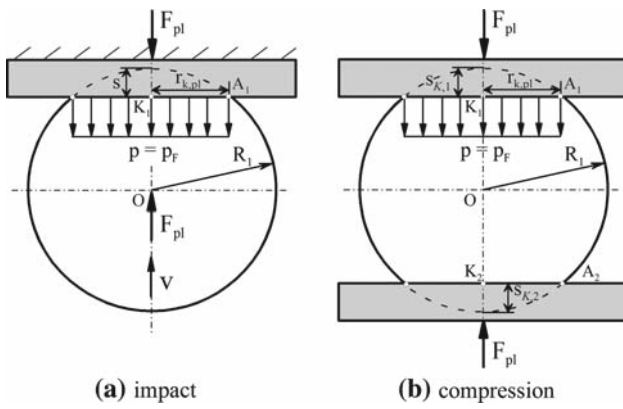 F_pl
F_pl
s
r_k,pl
A_1
K_1
p = p_F
R_1
O
F_pl
v
s_K,1
r_k,pl
A_1
K_1
p = p_F
R_1
O
K_2
A_2
s_K,2
F_pl
(a) impact
(b) compression